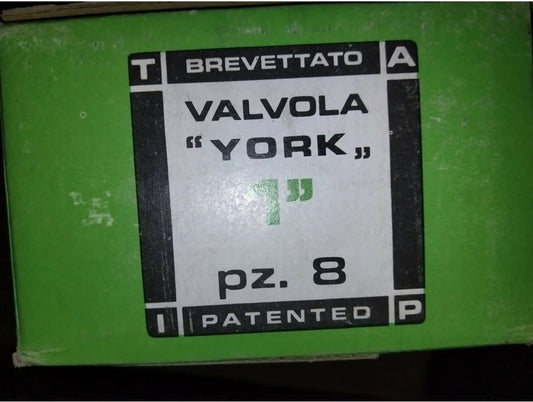 T BREVETTATO A
VALVOLA
“YORK„
1”
pz. 8
I PATENTED P